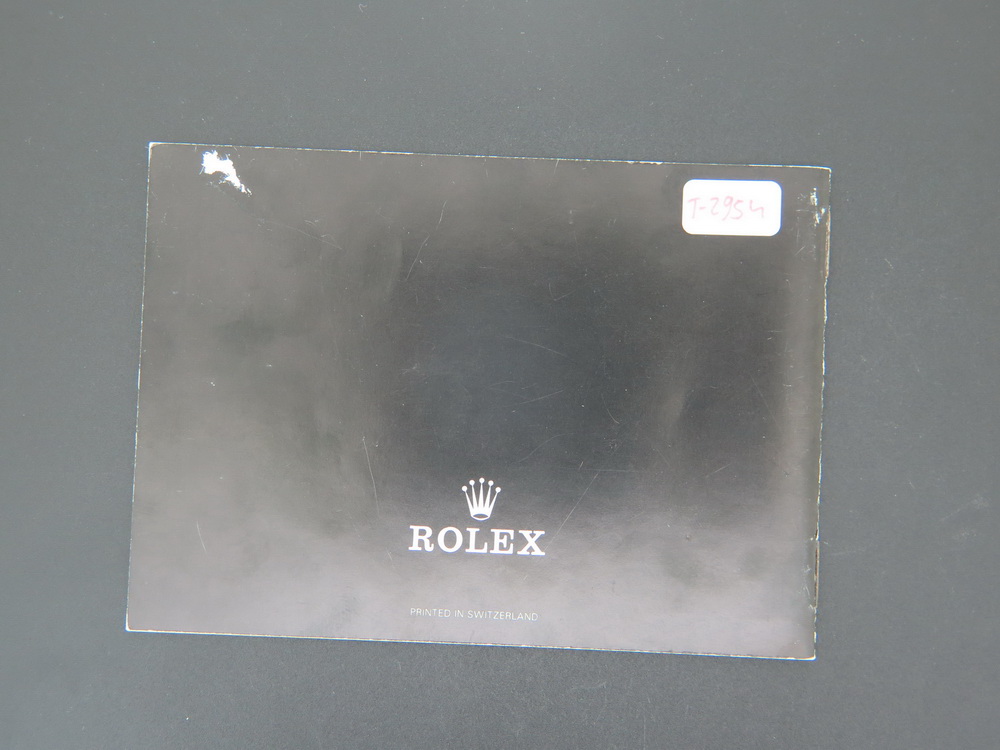 T-2954
ROLEX
PRINTED IN SWITZERLAND